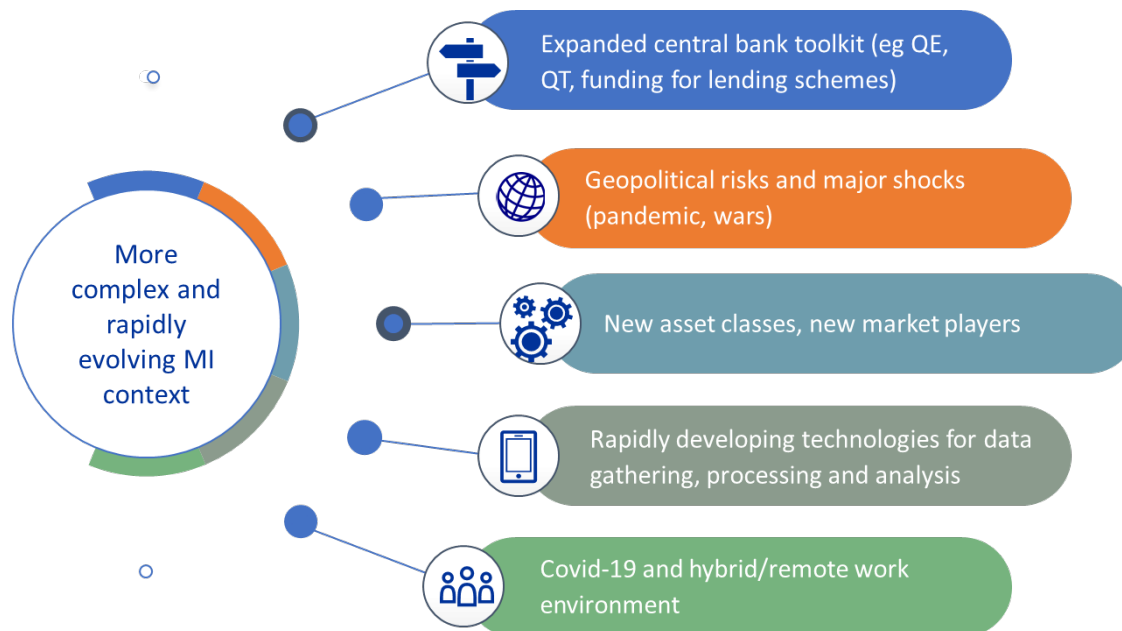 More
complex and
rapidly
evolving MI
context
Expanded central bank toolkit (eg QE,
QT, funding for lending schemes)
Geopolitical risks and major shocks
(pandemic, wars)
New asset classes, new market players
Rapidly developing technologies for data
gathering, processing and analysis
Covid-19 and hybrid/remote work
environment